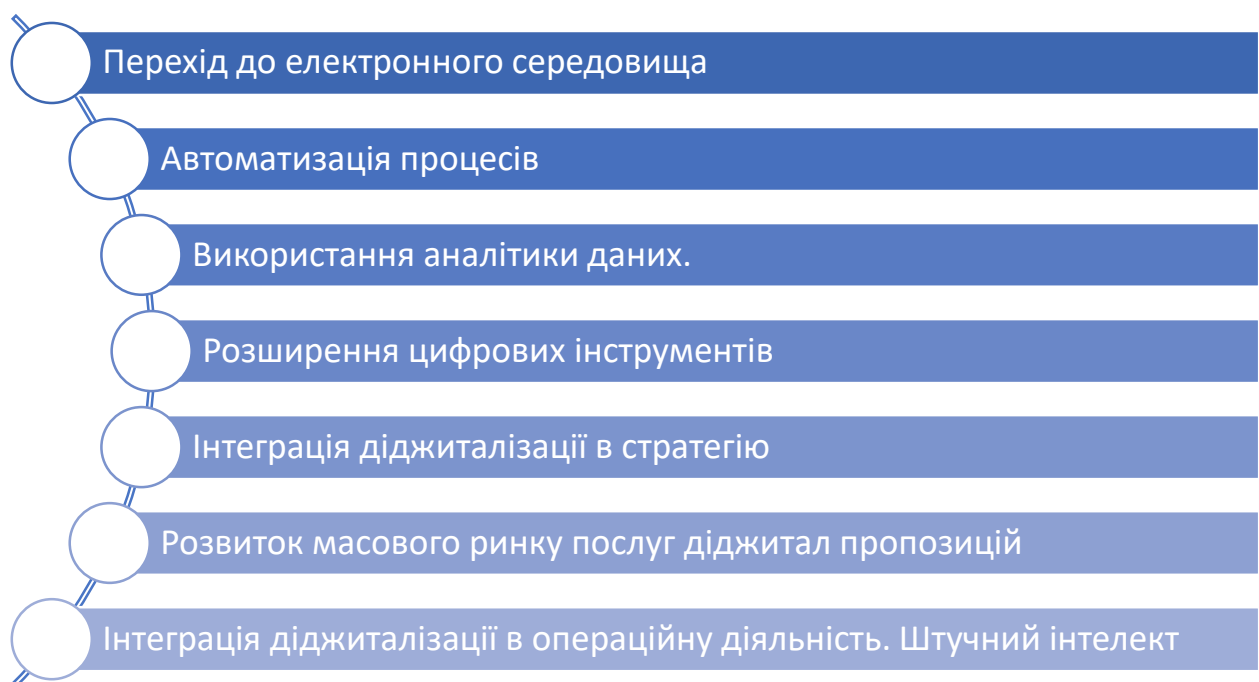 Перехід до електронного середовища
Автоматизація процесів
Використання аналітики даних.
Розширення цифрових інструментів
Інтеграція діджиталізації в стратегію
Розвиток масового ринку послуг діджитал пропозицій
Інтеграція діджиталізації в операційну діяльність. Штучний інтелект